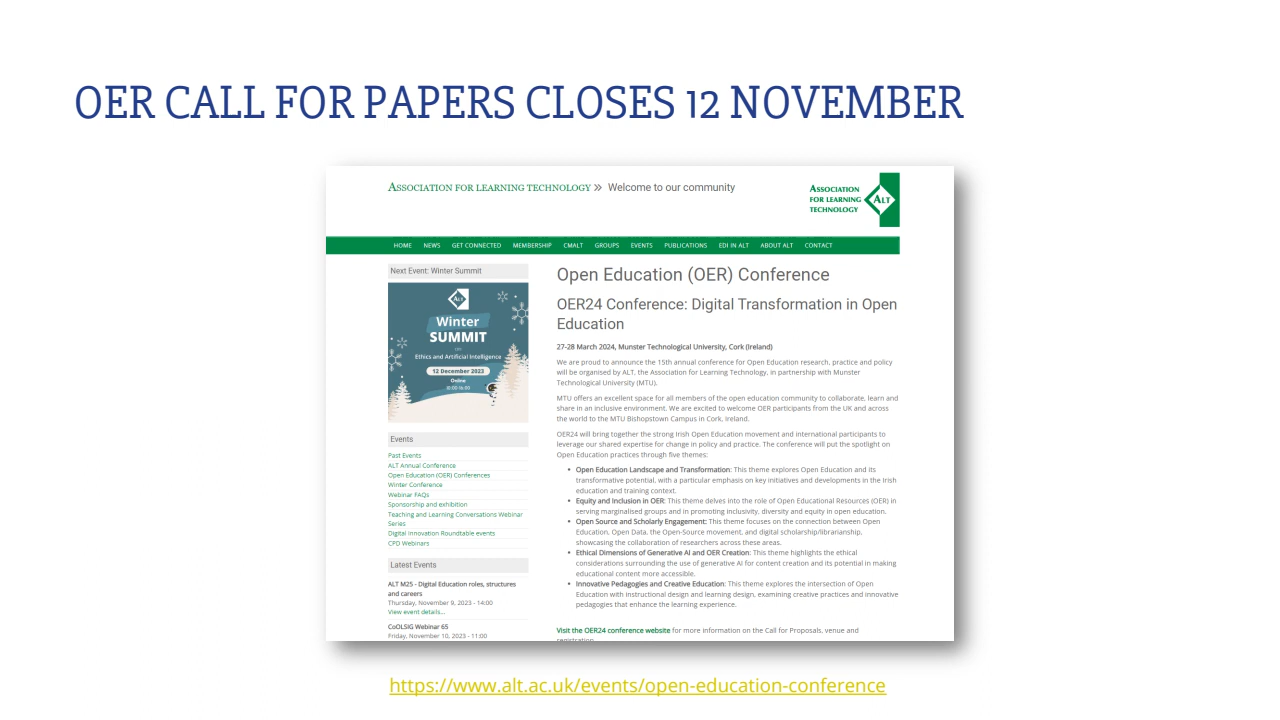 OER CALL FOR PAPERS CLOSES 12 NOVEMBER
ASSOCIATION FOR LEARNING TECHNOLOGY » Welcome to our community
ASSOCIATION
FOR LEARNING
TECHNOLOGY
ALT
HOME NEWS GET CONNECTED MEMBERSHIP CMALT GROUPS EVENTS PUBLICATIONS EDI IN ALT ABOUT ALT CONTACT
Next Event: Winter Summit
ALT
Winter
SUMMIT
on
Ethics and Artificial Intelligence
12 December 2023
Online
Events
Past Events
ALT Annual Conference
Open Education (OER) Conferences
Winter Conference
Webinar FAQs
Sponsorship and exhibition
Teaching and Learning Conversations Webinar
Series
Digital Innovation Roundtable events
CPD Webinars
Latest Events
ALT M25 - Digital Education roles, structures
and careers
Thursday, November 9, 2023 - 14:00
View event details...
CoOLSIG Webinar 65
Friday, November 10, 2023 - 11:00
Open Education (OER) Conference
OER24 Conference: Digital Transformation in Open
Education
27-28 March 2024, Munster Technological University, Cork (Ireland)
We are proud to announce the 15th annual conference for Open Education research, practice and policy
will be organised by ALT, the Association for Learning Technology, in partnership with Munster
Technological University (MTU).
MTU offers an excellent space for all members of the open education community to collaborate, learn and
share in an inclusive environment. We are excited to welcome OER participants from the UK and across
the world to the MTU Bishopstown Campus in Cork, Ireland.
OER24 will bring together the strong Irish Open Education movement and international participants to
leverage our shared expertise for change in policy and practice. The conference will put the spotlight on
Open Education practices through five themes:
• Open Education Landscape and Transformation: This theme explores Open Education and its
transformative potential, with a particular emphasis on key initiatives and developments in the Irish
education and training context.
• Equity and Inclusion in OER: This theme delves into the role of Open Educational Resources (OER) in
serving marginalised groups and in promoting inclusivity, diversity and equity in open education.
• Open Source and Scholarly Engagement: This theme focuses on the connection between Open
Education, Open Data, the Open-Source movement, and digital scholarship/librarianship,
showcasing the collaboration of researchers across these areas.
• Ethical Dimensions of Generative AI and OER Creation: This theme highlights the ethical
considerations surrounding the use of generative AI for content creation and its potential in making
educational content more accessible.
• Innovative Pedagogies and Creative Education: This theme explores the intersection of Open
Education with instructional design and learning design, examining creative practices and innovative
pedagogies that enhance the learning experience.
Visit the OER24 conference website for more information on the Call for Proposals, venue and
registration.
https://www.alt.ac.uk/events/open-education-conference